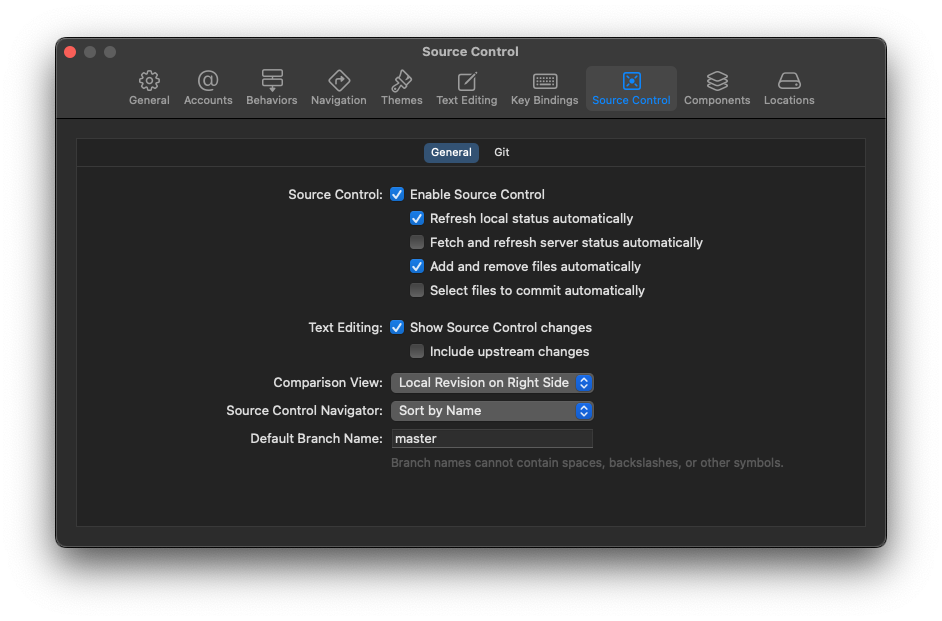 Source Control
General Accounts Behaviors Navigation Themes Text Editing Key Bindings Source Control Components Locations
General Git
Source Control: Enable Source Control
Refresh local status automatically
Fetch and refresh server status automatically
Add and remove files automatically
Select files to commit automatically
Text Editing: Show Source Control changes
Include upstream changes
Comparison View: Local Revision on Right Side
Source Control Navigator: Sort by Name
Default Branch Name: master
Branch names cannot contain spaces, backslashes, or other symbols.